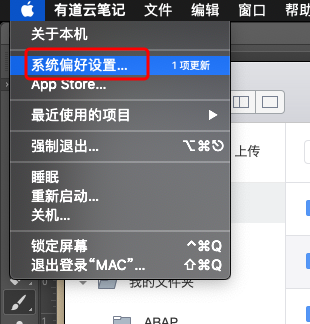 有道云笔记 文件 编辑 窗口 帮助
关于本机
系统偏好设置... 1 项更新
App Store...
最近使用的项目 ▶
强制退出... ⌥⌘⎋
上传
睡眠
重新启动...
关机...
锁定屏幕 ^⌘Q
退出登录“MAC”... ⇧⌘Q
我的文件夹
ABAP